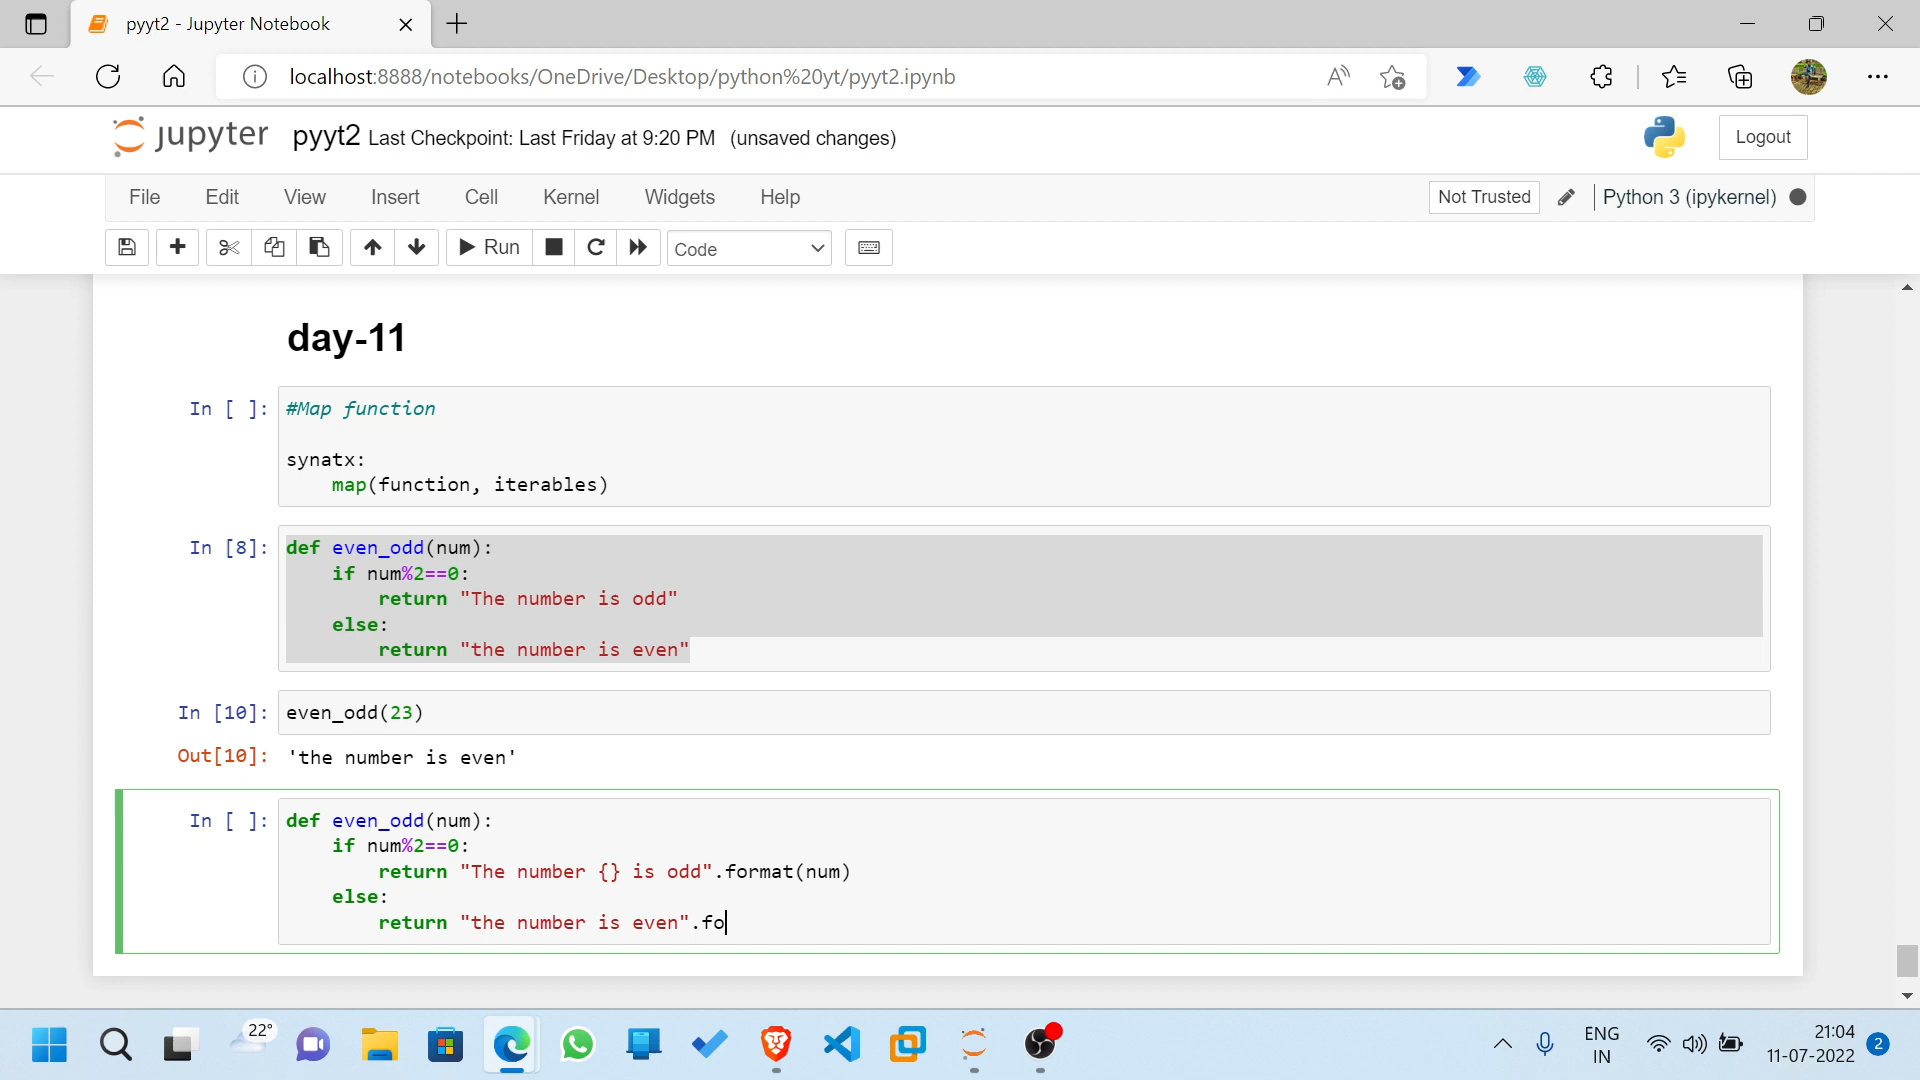 pyyt2 - Jupyter Notebook
localhost:8888/notebooks/OneDrive/Desktop/python%20yt/pyyt2.ipynb
jupyter pyyt2 Last Checkpoint: Last Friday at 9:20 PM (unsaved changes) Logout
File Edit View Insert Cell Kernel Widgets Help Not Trusted Python 3 (ipykernel)
Run Code
day-11
In [ ]: #Map function
synatx:
map(function, iterables)
In [8]: def even_odd(num):
if num%2==0:
return "The number is odd"
else:
return "the number is even"
In [10]: even_odd(23)
Out[10]: 'the number is even'
In [ ]: def even_odd(num):
if num%2==0:
return "The number {} is odd".format(num)
else:
return "the number is even".fo
22°
ENG
IN
21:04
11-07-2022
2